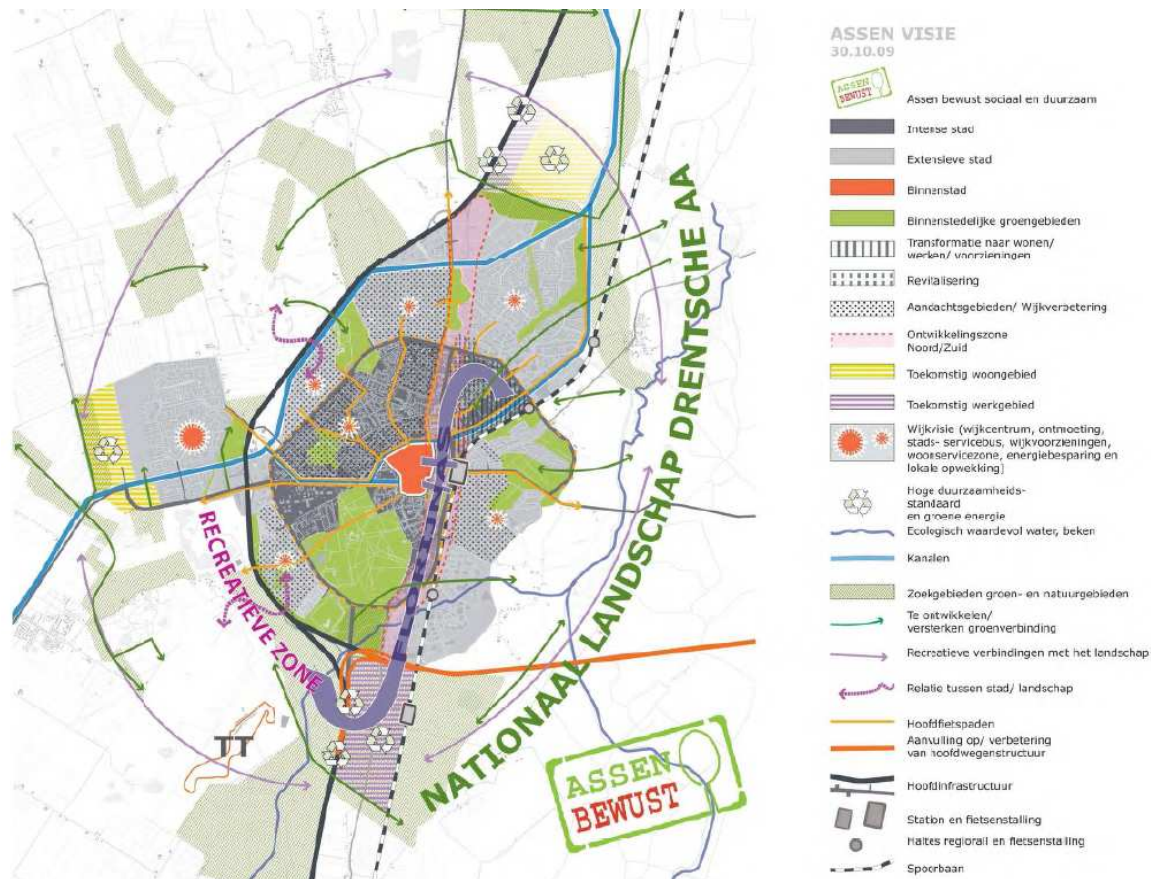 RECREATIEVE ZONE
NATIONAAL LANDSCHAP DRENTSCHE AA
TT
ASSEN
BEWUST
ASSEN VISIE
30.10.09
ASSEN
BEWUST
Assen bewust sociaal en duurzaam
Intense stad
Extensieve stad
Binnenstad
Binnenstedelijke groengebieden
Transformatie naar wonen/
werken/ voorzieningen
Revitalisering
Aandachtsgebieden/ Wijkverbetering
Ontwikkelingszone
Noord/Zuid
Toekomstig woongebied
Toekomstig werkgebied
Wijkvisie (wijkcentrum, ontmoeting,
stads- servicebus, wijkvoorzieningen,
woonservicezone, energiebesparing en
lokale opwekking)
Hoge duurzaamheids-
standaard
en groene energie
Ecologisch waardevol water, beken
Kanalen
Zoekgebieden groen- en natuurgebieden
Te ontwikkelen/
versterken groenverbinding
Recreatieve verbindingen met het landschap
Relatie tussen stad/ landschap
Hoofdfietspaden
Aanvulling op/ verbetering
van hoofdwegenstructuur
Hoofdinfrastructuur
Station en fietsenstalling
Haltes regiorail en fietsenstalling
Spoorbaan